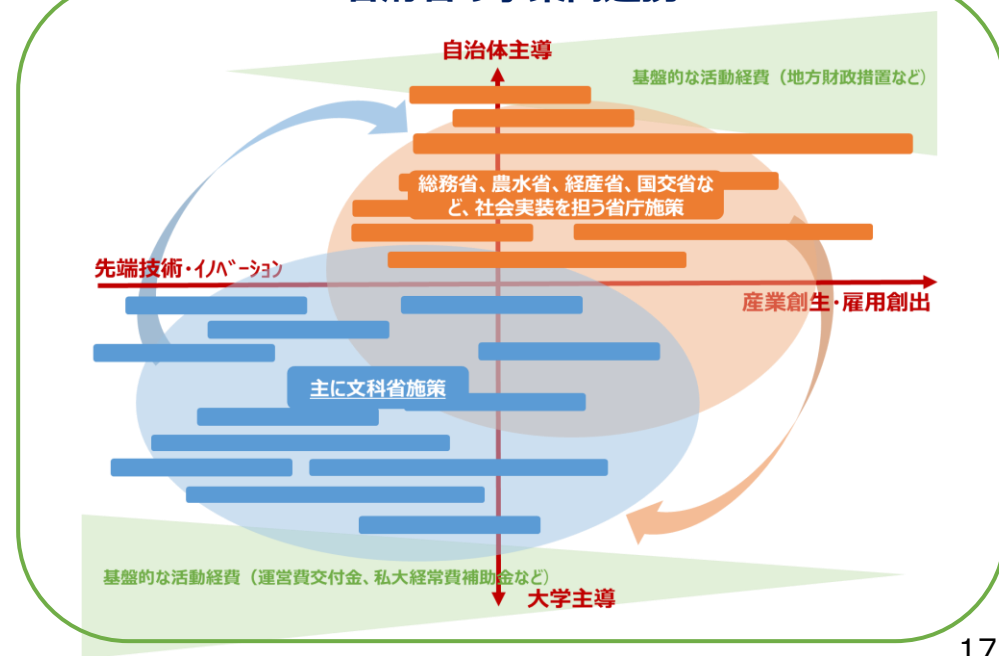 自治体主導
基盤的な活動経費（地方財政措置など）
総務省、農水省、経産省、国交省な
ど、社会実装を担う省庁施策
先端技術・イノベーション
産業創生・雇用創出
主に文科省施策
基盤的な活動経費（運営費交付金、私大経常費補助金など）
大学主導
17